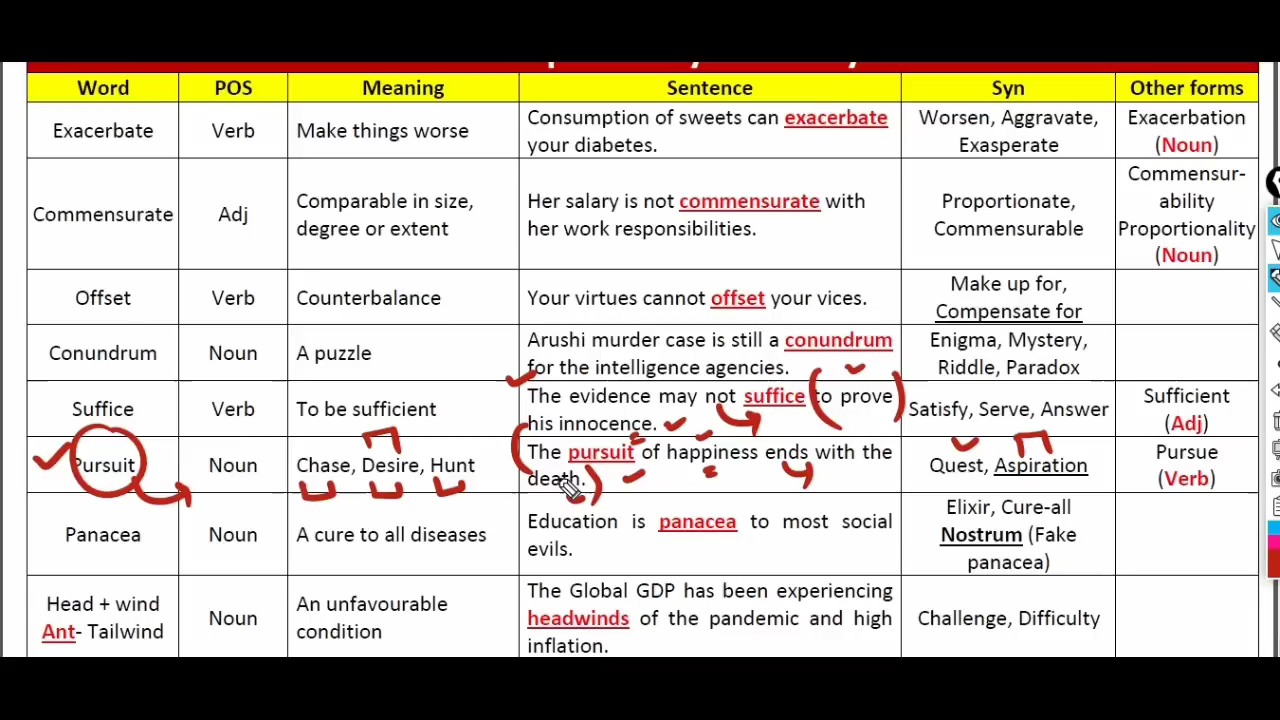 Word POS Meaning Sentence Syn Other forms
Exacerbate
Verb
Make things worse
Consumption of sweets can exacerbate
your diabetes.
Worsen, Aggravate,
Exasperate
Exacerbation
(Noun)
Commensurate
Adj
Comparable in size,
degree or extent
Her salary is not commensurate with
her work responsibilities.
Proportionate,
Commensurable
Commensur-
ability
Proportionality
(Noun)
Offset
Verb
Counterbalance
Your virtues cannot offset your vices.
Make up for,
Compensate for
Conundrum
Noun
A puzzle
Arushi murder case is still a conundrum
for the intelligence agencies.
Enigma, Mystery,
Riddle, Paradox
Suffice
Verb
To be sufficient
The evidence may not suffice to prove
his innocence.
Satisfy, Serve, Answer
Sufficient
(Adj)
Pursuit
Noun
Chase, Desire, Hunt
The pursuit of happiness ends with the
death.
Quest, Aspiration
Pursue
(Verb)
Panacea
Noun
A cure to all diseases
Education is panacea to most social
evils.
Elixir, Cure-all
Nostrum (Fake
panacea)
Head + wind
Ant- Tailwind
Noun
An unfavourable
condition
The Global GDP has been experiencing
headwinds of the pandemic and high
inflation.
Challenge, Difficulty